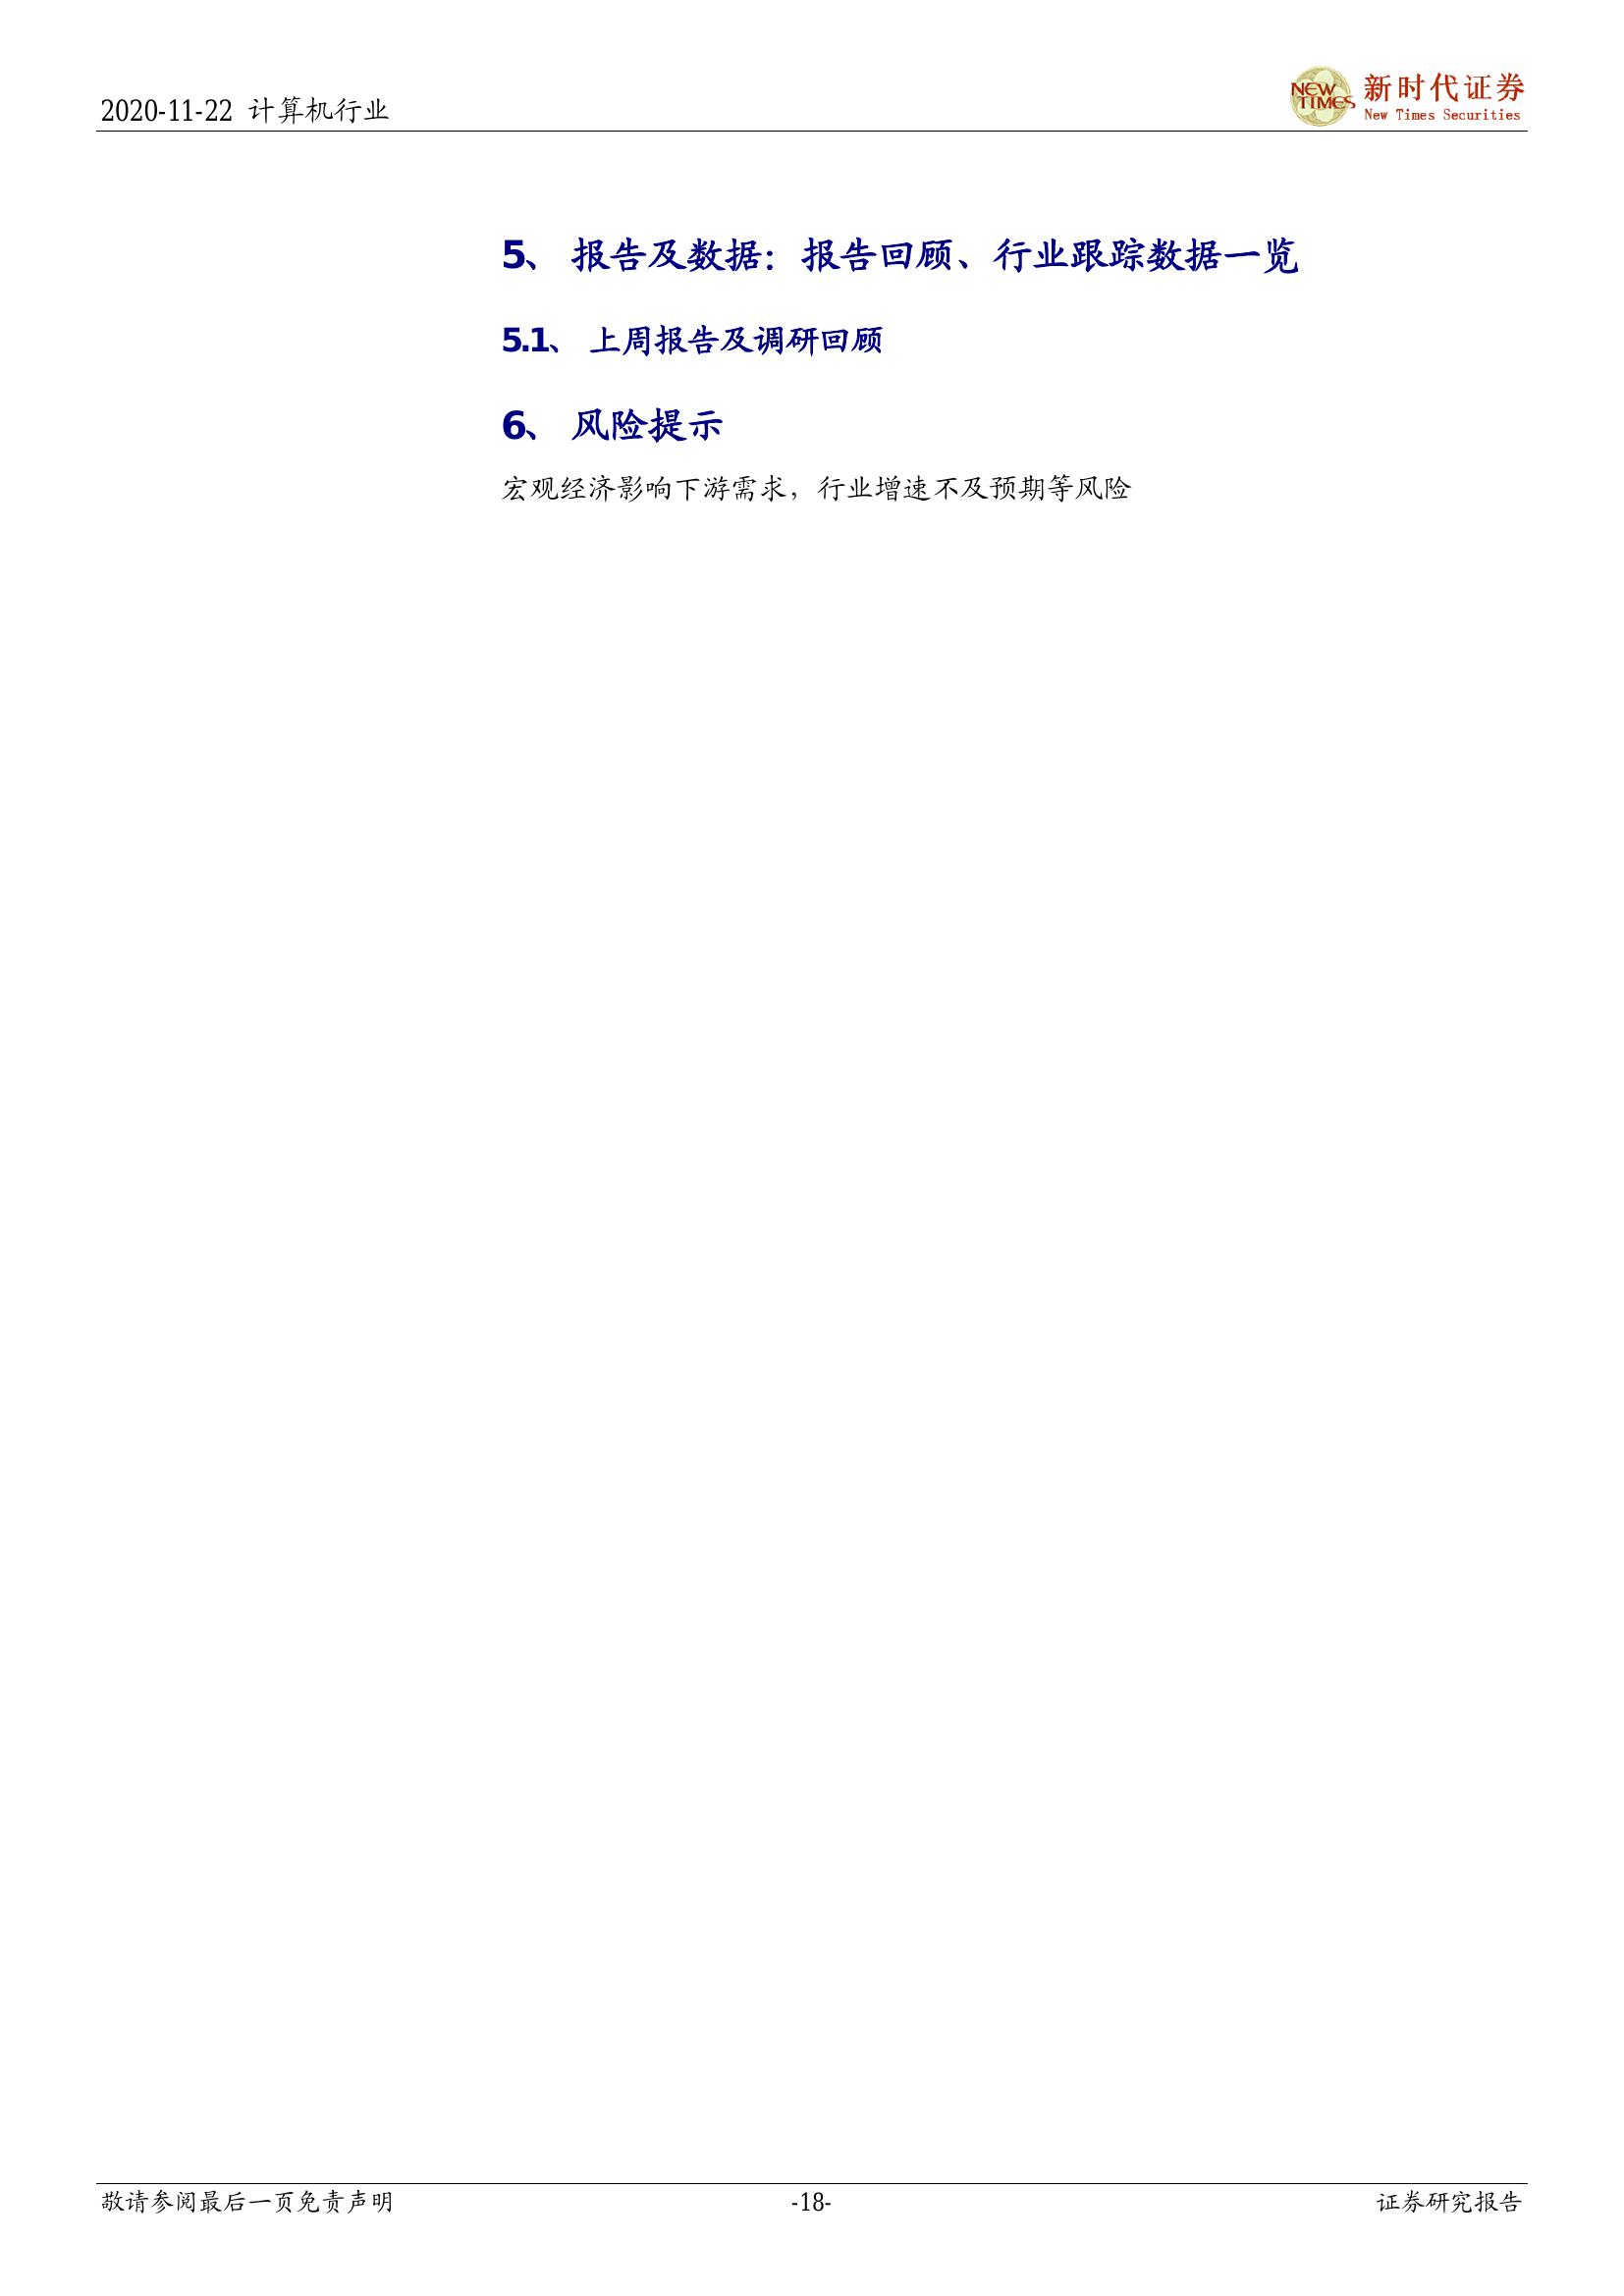 2020-11-22 计算机行业
NEW
TIMES
新时代证券
New Times Securities
5、 报告及数据：报告回顾、行业跟踪数据一览
5.1、 上周报告及调研回顾
6、 风险提示
宏观经济影响下游需求，行业增速不及预期等风险
敬请参阅最后一页免责声明
-18-
证券研究报告